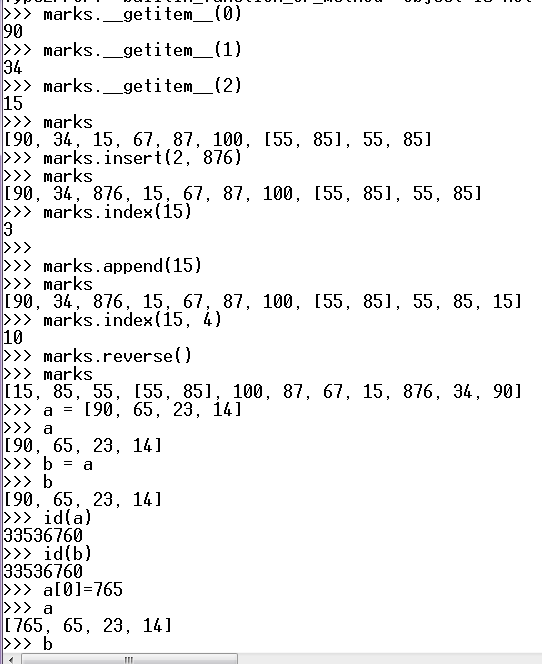 >>> marks.__getitem__(0)
90
>>> marks.__getitem__(1)
34
>>> marks.__getitem__(2)
15
>>> marks
[90, 34, 15, 67, 87, 100, [55, 85], 55, 85]
>>> marks.insert(2, 876)
>>> marks
[90, 34, 876, 15, 67, 87, 100, [55, 85], 55, 85]
>>> marks.index(15)
3
>>>
>>> marks.append(15)
>>> marks
[90, 34, 876, 15, 67, 87, 100, [55, 85], 55, 85, 15]
>>> marks.index(15, 4)
10
>>> marks.reverse()
>>> marks
[15, 85, 55, [55, 85], 100, 87, 67, 15, 876, 34, 90]
>>> a = [90, 65, 23, 14]
>>> a
[90, 65, 23, 14]
>>> b = a
>>> b
[90, 65, 23, 14]
>>> id(a)
33536760
>>> id(b)
33536760
>>> a[0]=765
>>> a
[765, 65, 23, 14]
>>> b